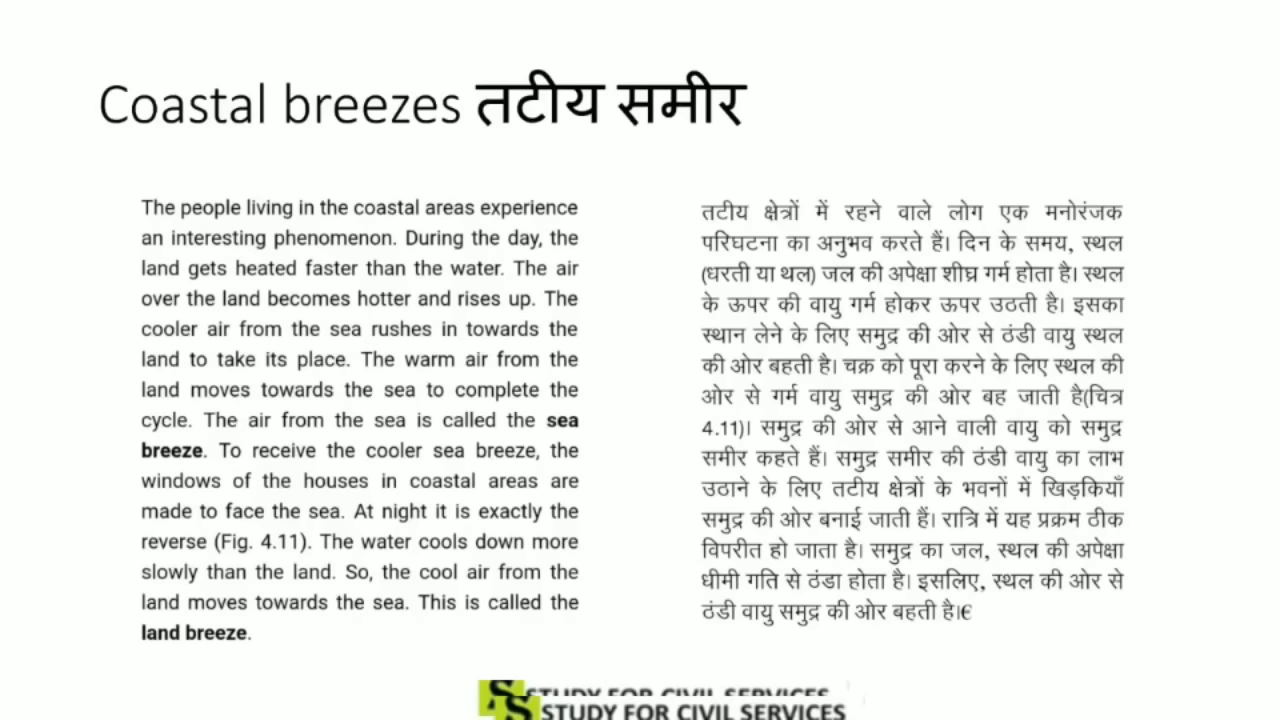 Coastal breezes तटीय समीर
The people living in the coastal areas experience
an interesting phenomenon. During the day, the
land gets heated faster than the water. The air
over the land becomes hotter and rises up. The
cooler air from the sea rushes in towards the
land to take its place. The warm air from the
land moves towards the sea to complete the
cycle. The air from the sea is called the sea
breeze. To receive the cooler sea breeze, the
windows of the houses in coastal areas are
made to face the sea. At night it is exactly the
reverse (Fig. 4.11). The water cools down more
slowly than the land. So, the cool air from the
land moves towards the sea. This is called the
land breeze.
तटीय क्षेत्रों में रहने वाले लोग एक मनोरंजक
परिघटना का अनुभव करते हैं। दिन के समय, स्थल
(धरती या थल) जल की अपेक्षा शीघ्र गर्म होता है। स्थल
के ऊपर की वायु गर्म होकर ऊपर उठती है। इसका
स्थान लेने के लिए समुद्र की ओर से ठंडी वायु स्थल
की ओर बहती है। चक्र को पूरा करने के लिए स्थल की
ओर से गर्म वायु समुद्र की ओर बह जाती है(चित्र
4.11)। समुद्र की ओर से आने वाली वायु को समुद्र
समीर कहते हैं। समुद्र समीर की ठंडी वायु का लाभ
उठाने के लिए तटीय क्षेत्रों के भवनों में खिड़कियाँ
समुद्र की ओर बनाई जाती हैं। रात्रि में यह प्रक्रम ठीक
विपरीत हो जाता है। समुद्र का जल, स्थल की अपेक्षा
धीमी गति से ठंडा होता है। इसलिए, स्थल की ओर से
ठंडी वायु समुद्र की ओर बहती है।€
STUDY FOR CIVIL SERVICES
STUDY FOR CIVIL SERVICES